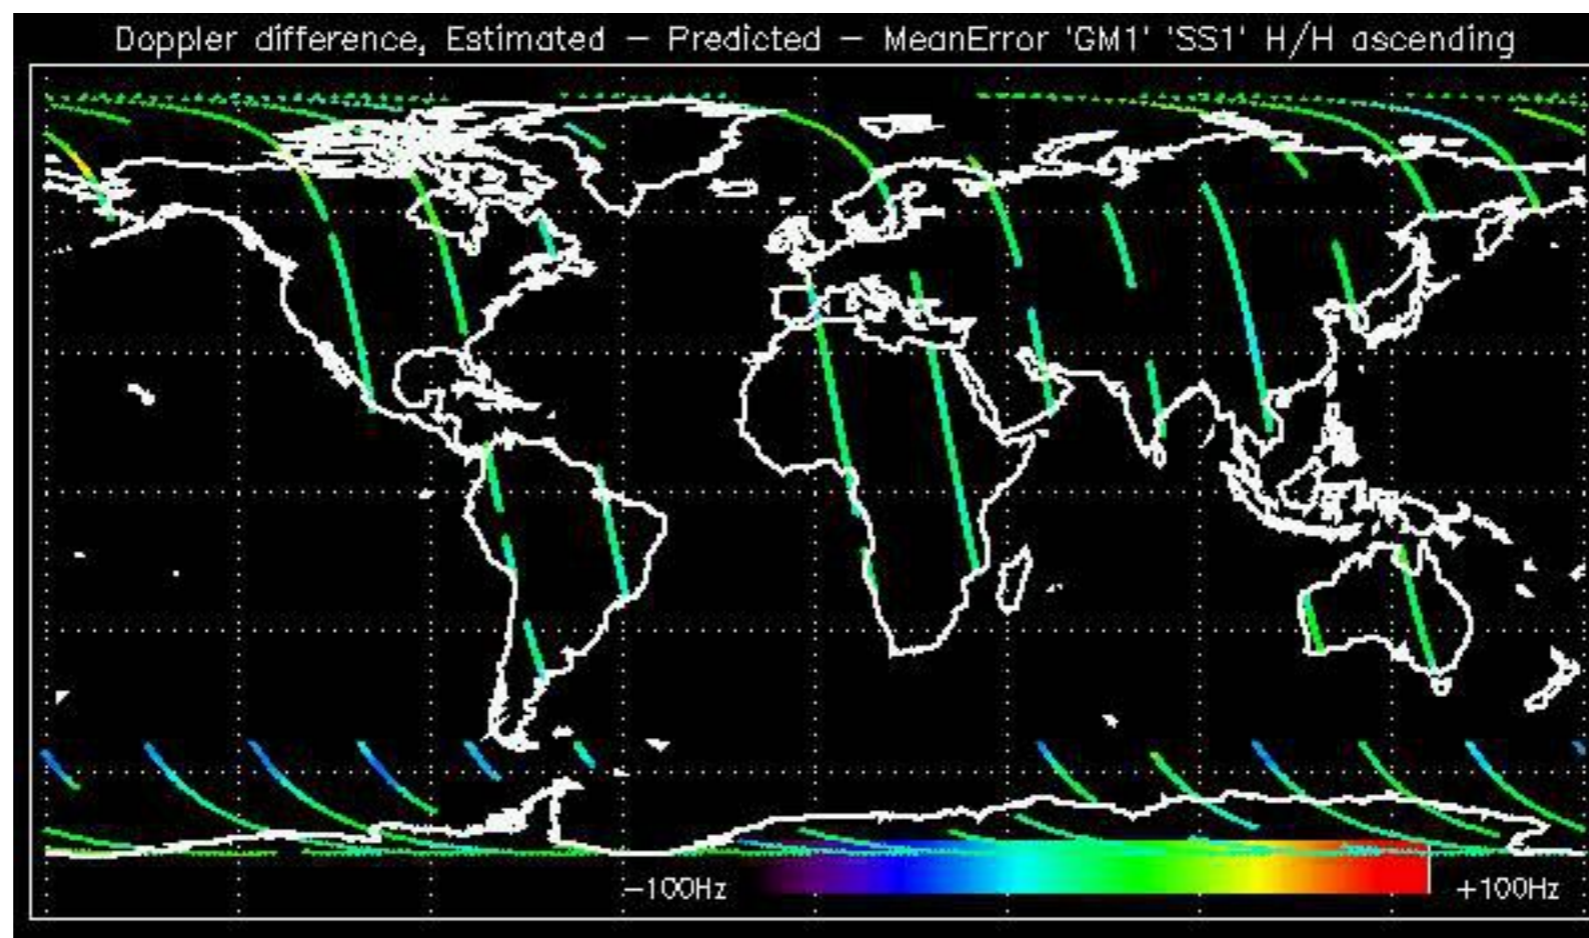 Doppler difference, Estimated — Predicted — MeanError 'GM1' 'SS1' H/H ascending
−100Hz
+100Hz